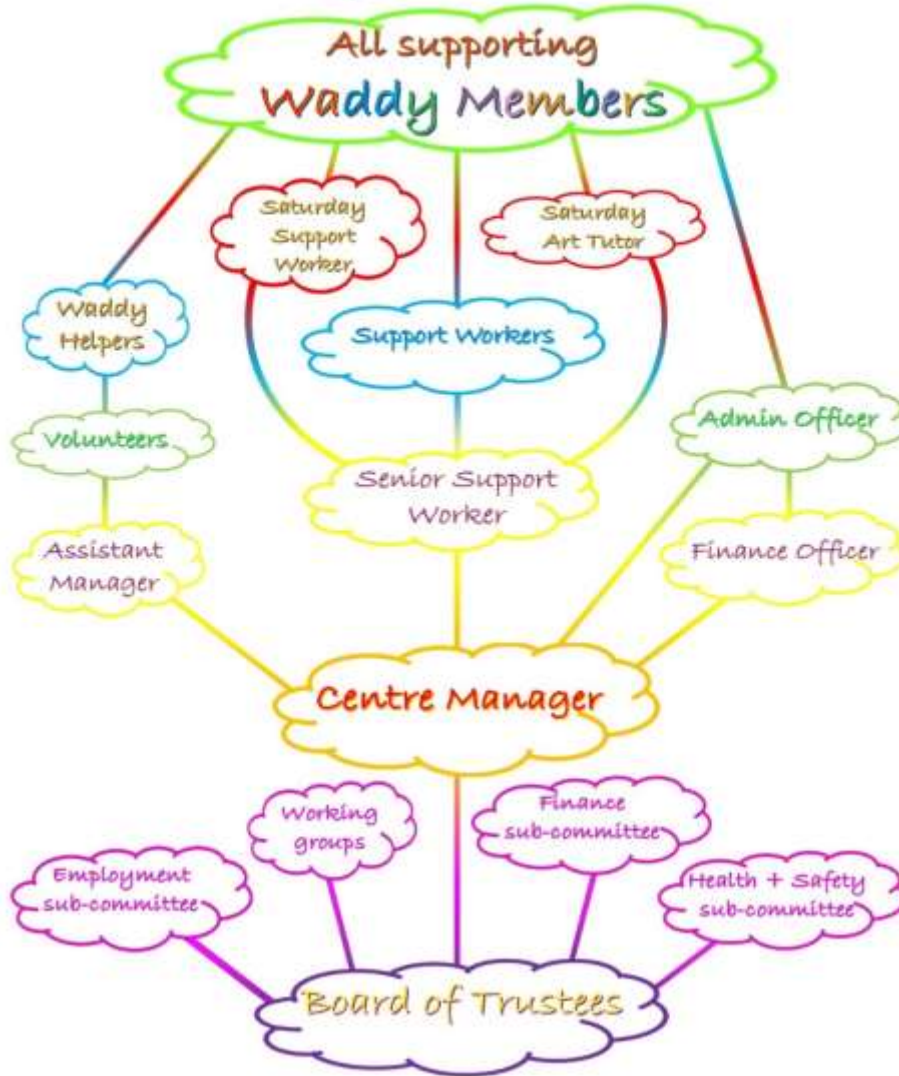 All supporting
Waddy Members
Saturday
Support
Worker
Saturday
Art Tutor
Waddy
Helpers
Support Workers
Volunteers
Admin Officer
Senior Support
Worker
Assistant
Manager
Finance Officer
Centre Manager
Working
groups
Finance
sub-committee
Employment
sub-committee
Health + Safety
sub-committee
Board of Trustees